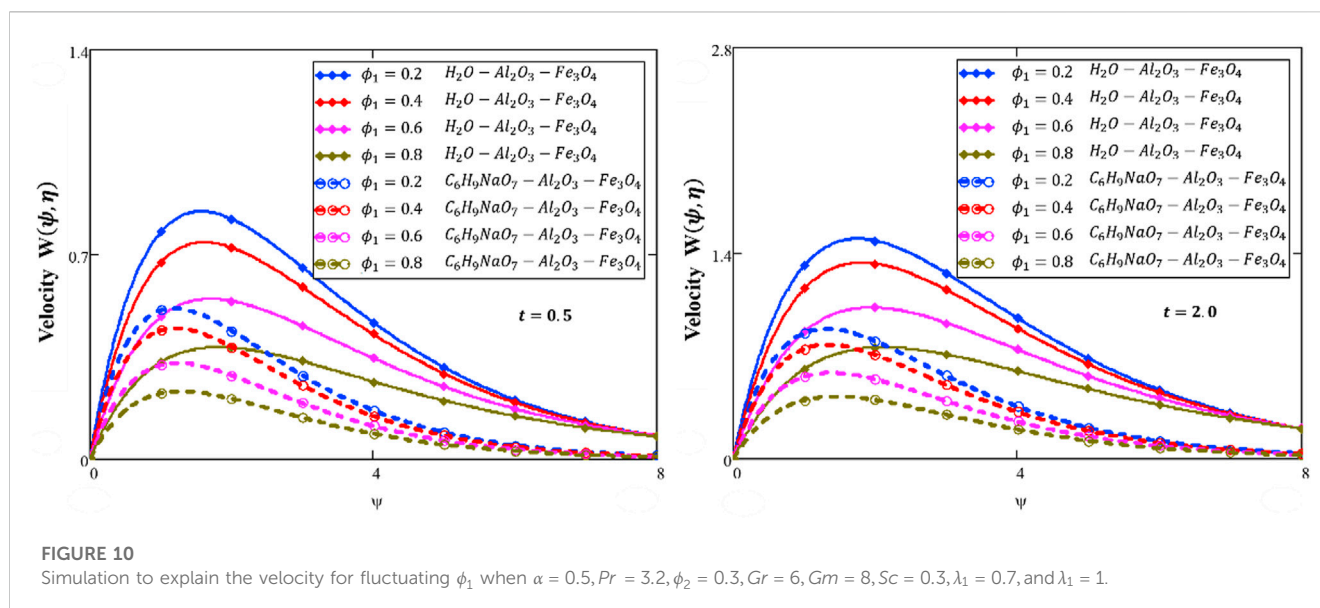 1.4
0.7
0
Velocity W(ψ, η)
ϕ₁ = 0.2 H₂O − Al₂O₃ − Fe₃O₄
ϕ₁ = 0.4 H₂O − Al₂O₃ − Fe₃O₄
ϕ₁ = 0.6 H₂O − Al₂O₃ − Fe₃O₄
ϕ₁ = 0.8 H₂O − Al₂O₃ − Fe₃O₄
ϕ₁ = 0.2 C₆H₉NaO₇ − Al₂O₃ − Fe₃O₄
ϕ₁ = 0.4 C₆H₉NaO₇ − Al₂O₃ − Fe₃O₄
ϕ₁ = 0.6 C₆H₉NaO₇ − Al₂O₃ − Fe₃O₄
ϕ₁ = 0.8 C₆H₉NaO₇ − Al₂O₃ − Fe₃O₄
t = 0.5
0 4 8
ψ
2.8
1.4
0
Velocity W(ψ, η)
ϕ₁ = 0.2 H₂O − Al₂O₃ − Fe₃O₄
ϕ₁ = 0.4 H₂O − Al₂O₃ − Fe₃O₄
ϕ₁ = 0.6 H₂O − Al₂O₃ − Fe₃O₄
ϕ₁ = 0.8 H₂O − Al₂O₃ − Fe₃O₄
ϕ₁ = 0.2 C₆H₉NaO₇ − Al₂O₃ − Fe₃O₄
ϕ₁ = 0.4 C₆H₉NaO₇ − Al₂O₃ − Fe₃O₄
ϕ₁ = 0.6 C₆H₉NaO₇ − Al₂O₃ − Fe₃O₄
ϕ₁ = 0.8 C₆H₉NaO₇ − Al₂O₃ − Fe₃O₄
t = 2.0
0 4 8
ψ
FIGURE 10
Simulation to explain the velocity for fluctuating ϕ₁ when α = 0.5, Pr = 3.2, ϕ₂ = 0.3, Gr = 6, Gm = 8, Sc = 0.3, λ₁ = 0.7, and λ₁ = 1.